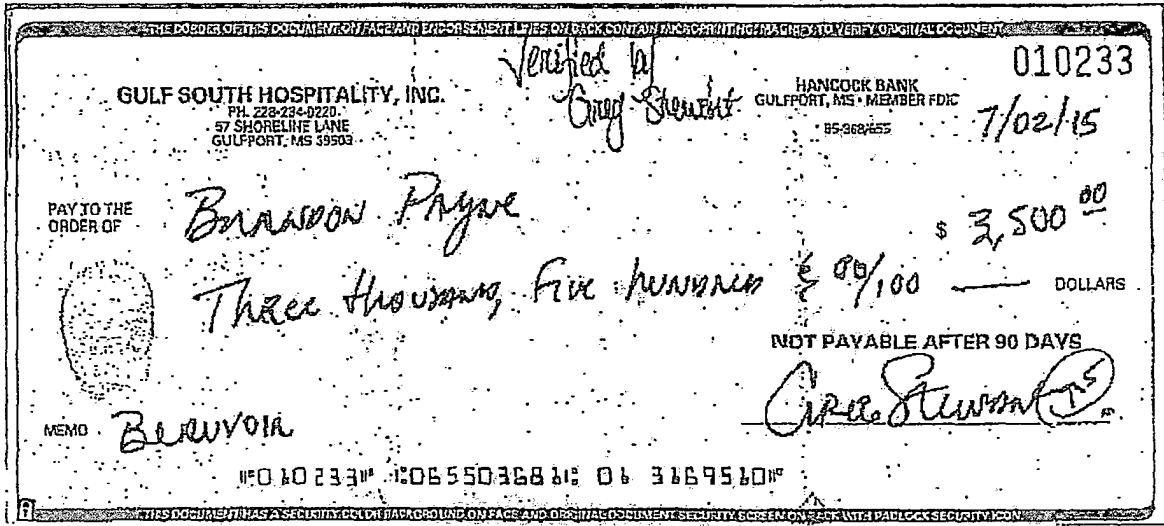 THE BORDER OF THIS DOCUMENT ON FACE AND ENDORSEMENT LINES ON BACK CONTAIN MICROPRINTING
010233
Verified w/
Greg Stewart
GULF SOUTH HOSPITALITY, INC.
PH. 228-234-0220
57 SHORELINE LANE
GULFPORT, MS 39503
HANCOCK BANK
GULFPORT, MS • MEMBER FDIC
85-368/655
7/02/15
PAY TO THE
ORDER OF
Brandon Payne
$ 3,500 00
Three thousand, five hundred & 00/100
DOLLARS
NOT PAYABLE AFTER 90 DAYS
Greg Stewart
MEMO
Beauvoir
⑈010233⑈ ⑆065503681⑆ 06 3169510⑈
THIS DOCUMENT HAS A SECURITY COLOR BACKGROUND ON FACE AND ORIGINAL DOCUMENT SECURITY SCREEN ON BACK WITH PADLOCK SECURITY ICON